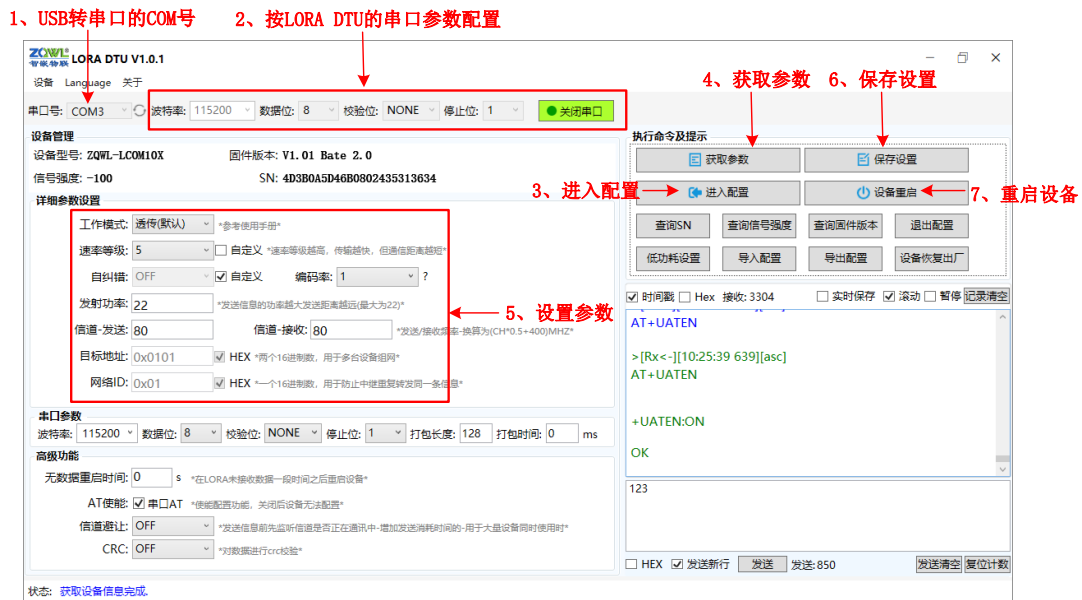 1、USB转串口的COM号 2、按LORA DTU的串口参数配置
ZQWL® 智嵌物联 LORA DTU V1.0.1
设备 Language 关于
4、获取参数 6、保存设置
串口号: COM3 波特率: 115200 数据位: 8 校验位: NONE 停止位: 1 关闭串口
设备管理
设备型号: ZQWL-LCOM10X 固件版本: V1.01 Bate 2.0
信号强度: -100 SN: 4D3B0A5D46B0802435313634
详细参数设置
工作模式: 透传(默认) *参考使用手册*
速率等级: 5 自定义 *速率等级越高，传输越快，但通信距离越短*
自纠错: OFF 自定义 编码率: 1 ?
发射功率: 22 *发送信息的功率越大发送距离越远(最大为22)*
信道-发送: 80 信道-接收: 80 *发送/接收频率-换算为(CH*0.5+400)MHZ*
目标地址: 0x0101 HEX *两个16进制数，用于多台设备组网*
网络ID: 0x01 HEX *一个16进制数，用于防止中继重复转发同一条信息*
5、设置参数
串口参数
波特率: 115200 数据位: 8 校验位: NONE 停止位: 1 打包长度: 128 打包时间: 0 ms
高级功能
无数据重启时间: 0 s *在LORA未接收数据一段时间之后重启设备*
AT使能: 串口AT *使能配置功能，关闭后设备无法配置*
信道避让: OFF *发送信息前先监听信道是否正在通讯中-增加发送消耗时间的-用于大量设备同时使用时*
CRC: OFF *对数据进行crc校验*
状态: 获取设备信息完成.
执行命令及提示
获取参数 保存设置
3、进入配置 进入配置 设备重启 7、重启设备
查询SN 查询信号强度 查询固件版本 退出配置
低功耗设置 导入配置 导出配置 设备恢复出厂
时间戳 Hex 接收: 3304 实时保存 滚动 暂停 记录清空
AT+UATEN
>[Rx<-][10:25:39 639][asc]
AT+UATEN
+UATEN:ON
OK
123
HEX 发送新行 发送 发送: 850 发送清空 复位计数